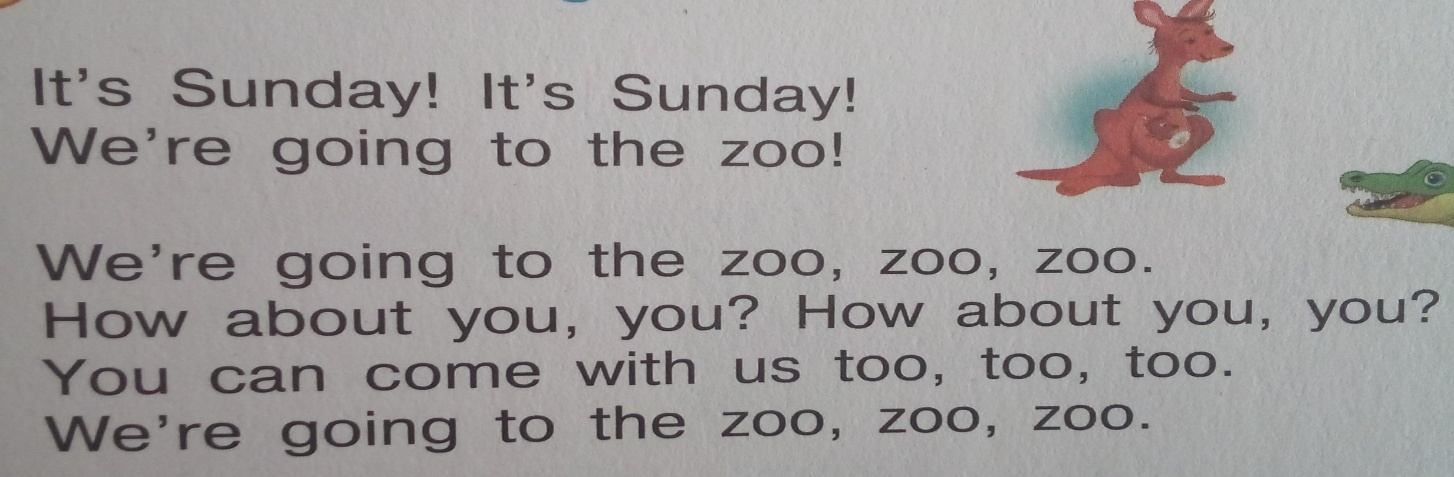 It's Sunday! It's Sunday!
We're going to the zoo!
We're going to the zoo, zoo, zoo.
How about you, you? How about you, you?
You can come with us too, too, too.
We're going to the zoo, zoo, zoo.